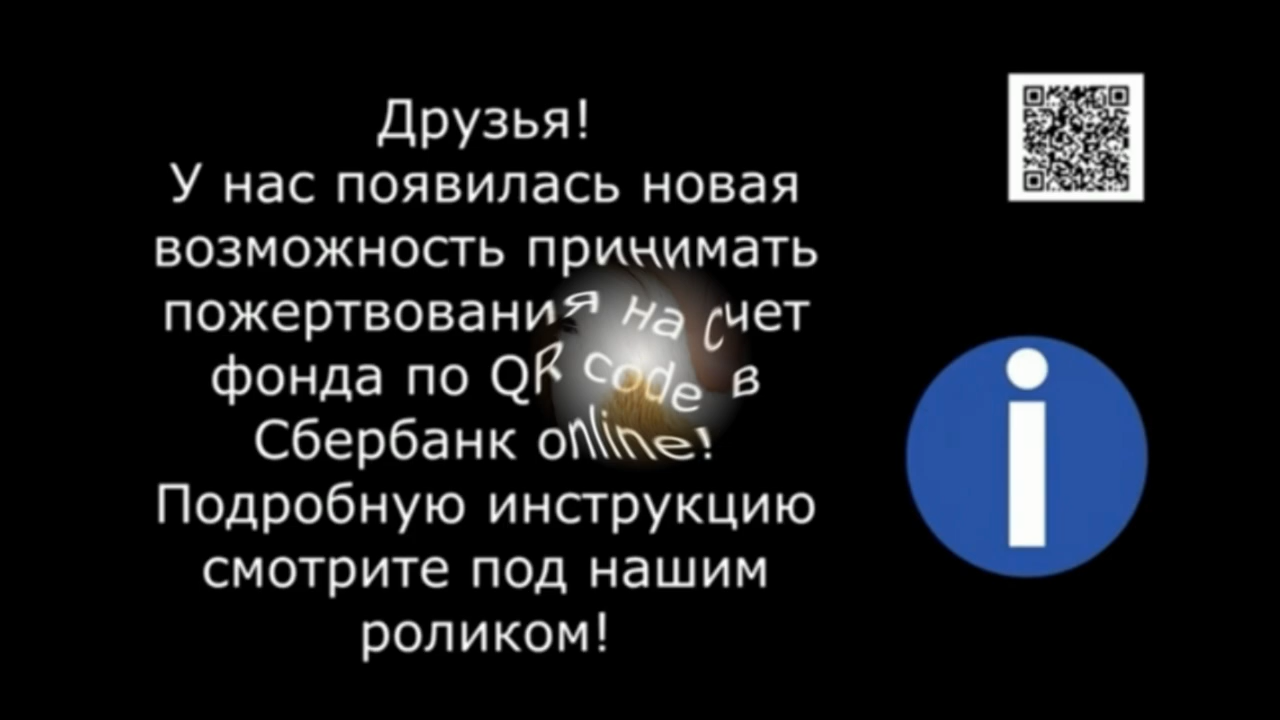 Друзья!
У нас появилась новая
возможность принимать
пожертвования на счет
фонда по QR code в
Сбербанк online!
Подробную инструкцию
смотрите под нашим
роликом!